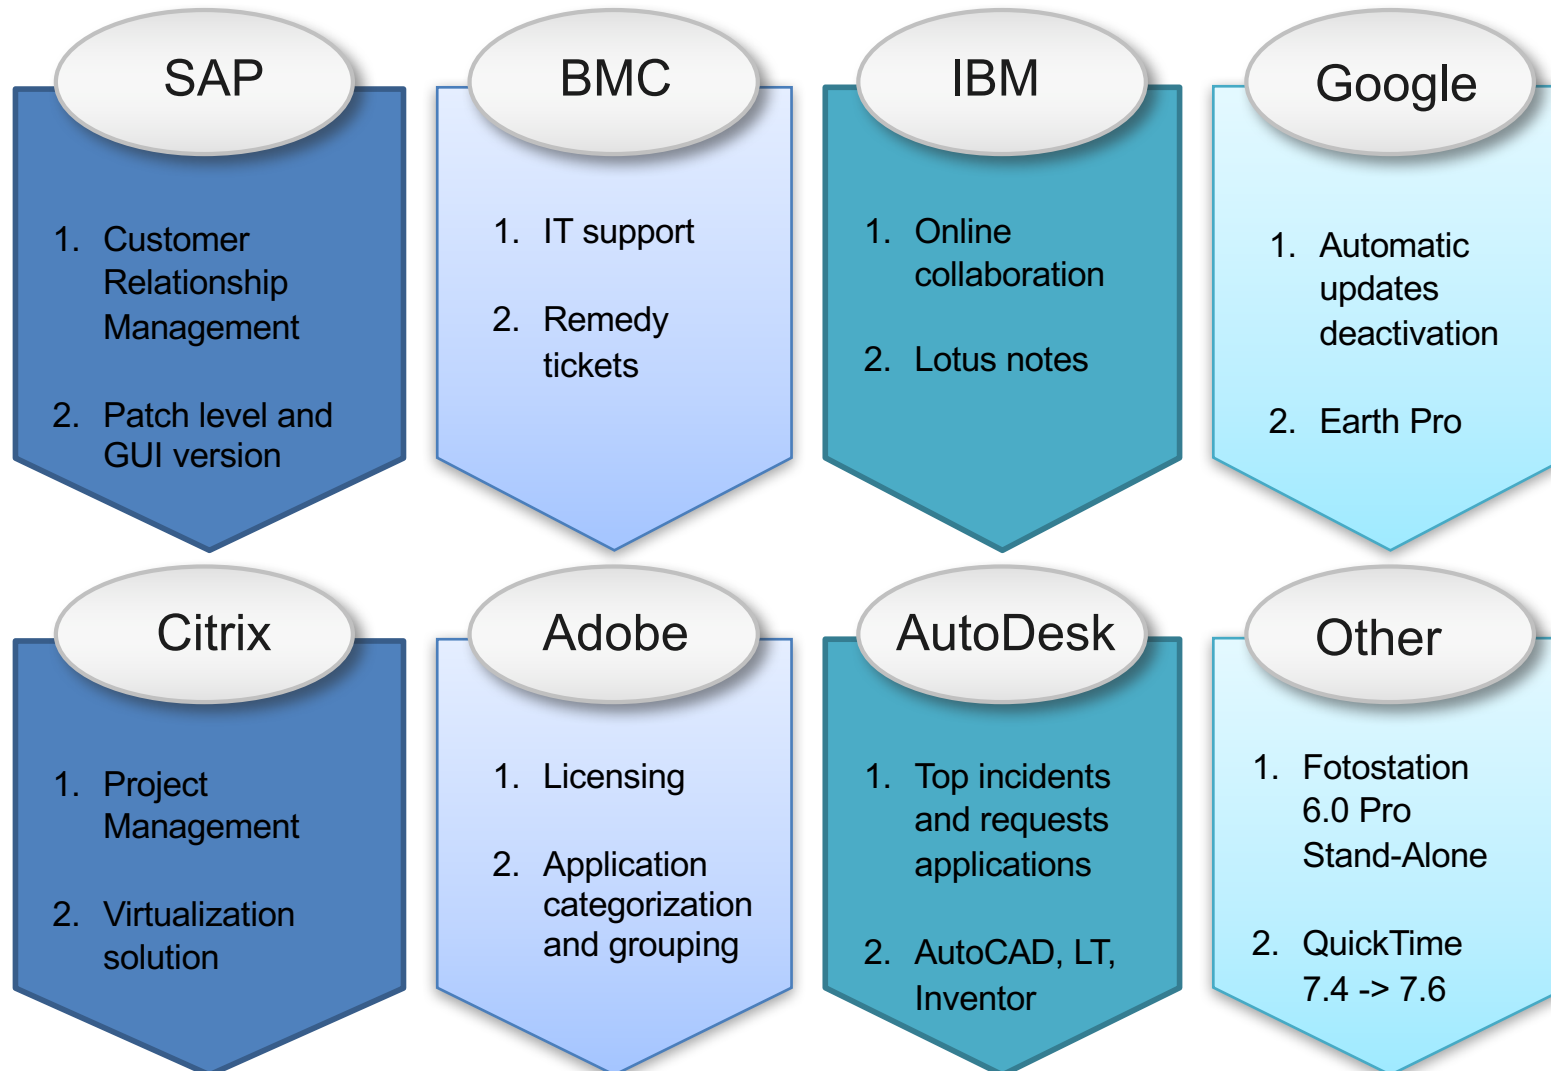 SAP
1. Customer
Relationship
Management
2. Patch level and
GUI version
BMC
1. IT support
2. Remedy
tickets
IBM
1. Online
collaboration
2. Lotus notes
Google
1. Automatic
updates
deactivation
2. Earth Pro
Citrix
1. Project
Management
2. Virtualization
solution
Adobe
1. Licensing
2. Application
categorization
and grouping
AutoDesk
1. Top incidents
and requests
applications
2. AutoCAD, LT,
Inventor
Other
1. Fotostation
6.0 Pro
Stand-Alone
2. QuickTime
7.4 -> 7.6